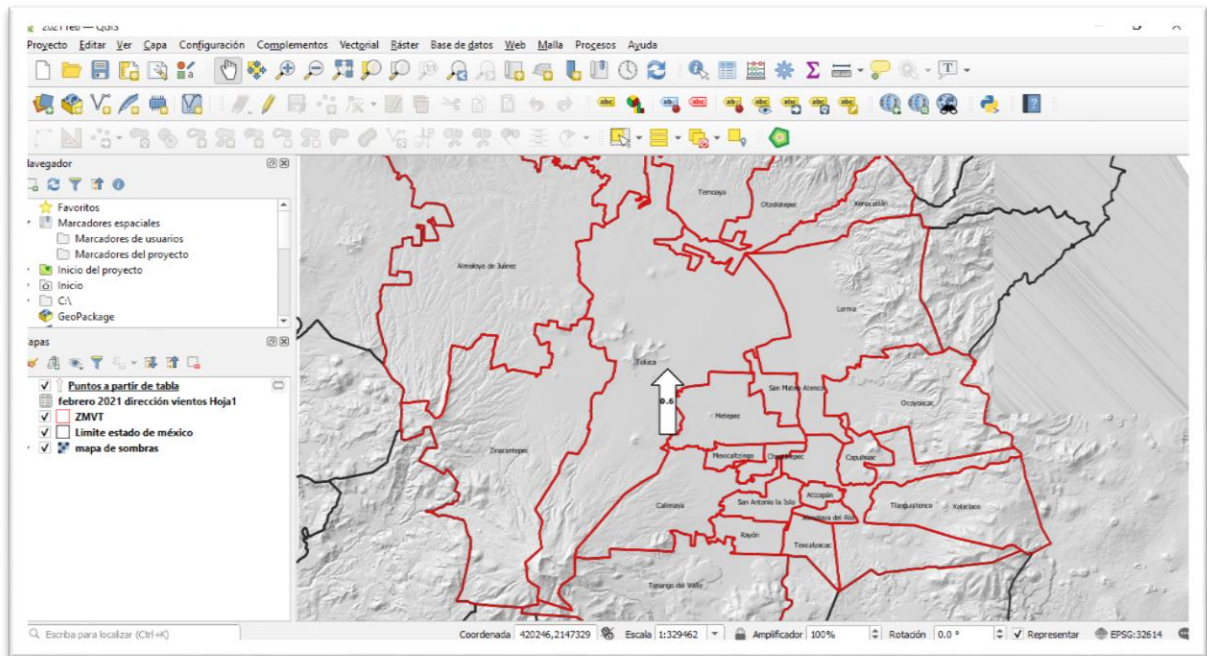 2021 feb — QGIS
Proyecto Editar Ver Capa Configuración Complementos Vectorial Ráster Base de datos Web Malla Procesos Ayuda
Navegador
Favoritos
Marcadores espaciales
Marcadores de usuarios
Marcadores del proyecto
Inicio del proyecto
Inicio
C:\
GeoPackage
apas
Puntos a partir de tabla
febrero 2021 dirección vientos Hoja1
ZMVT
Límite estado de méxico
mapa de sombras
Temoaya
Otzolotepec
Xonacatlán
Almoloya de Juárez
Lerma
Toluca
San Mateo Atenco
0.6
Ocoyoacac
Metepec
Zinacantepec
Mexicaltzingo
Chapultepec
Capulhuac
Atizapán
Calimaya
San Antonio la Isla
Tianguistenco
Xalatlaco
Almoloya del Río
Rayón
Texcalyacac
Tenango del Valle
Escriba para localizar (Ctrl+K)
Coordenada 420246,2147329
Escala 1:329462
Amplificador 100%
Rotación 0.0 °
Representar
EPSG:32614